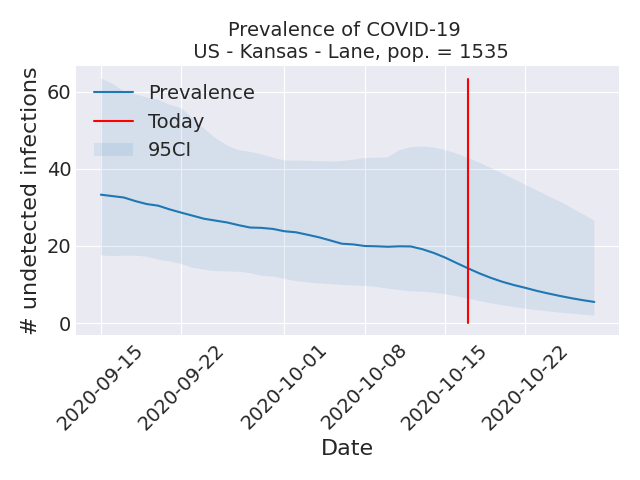 Prevalence of COVID-19
US - Kansas - Lane, pop. = 1535
# undetected infections
60
40
20
0
Prevalence
Today
95CI
2020-09-15
2020-09-22
2020-10-01
2020-10-08
2020-10-15
2020-10-22
Date